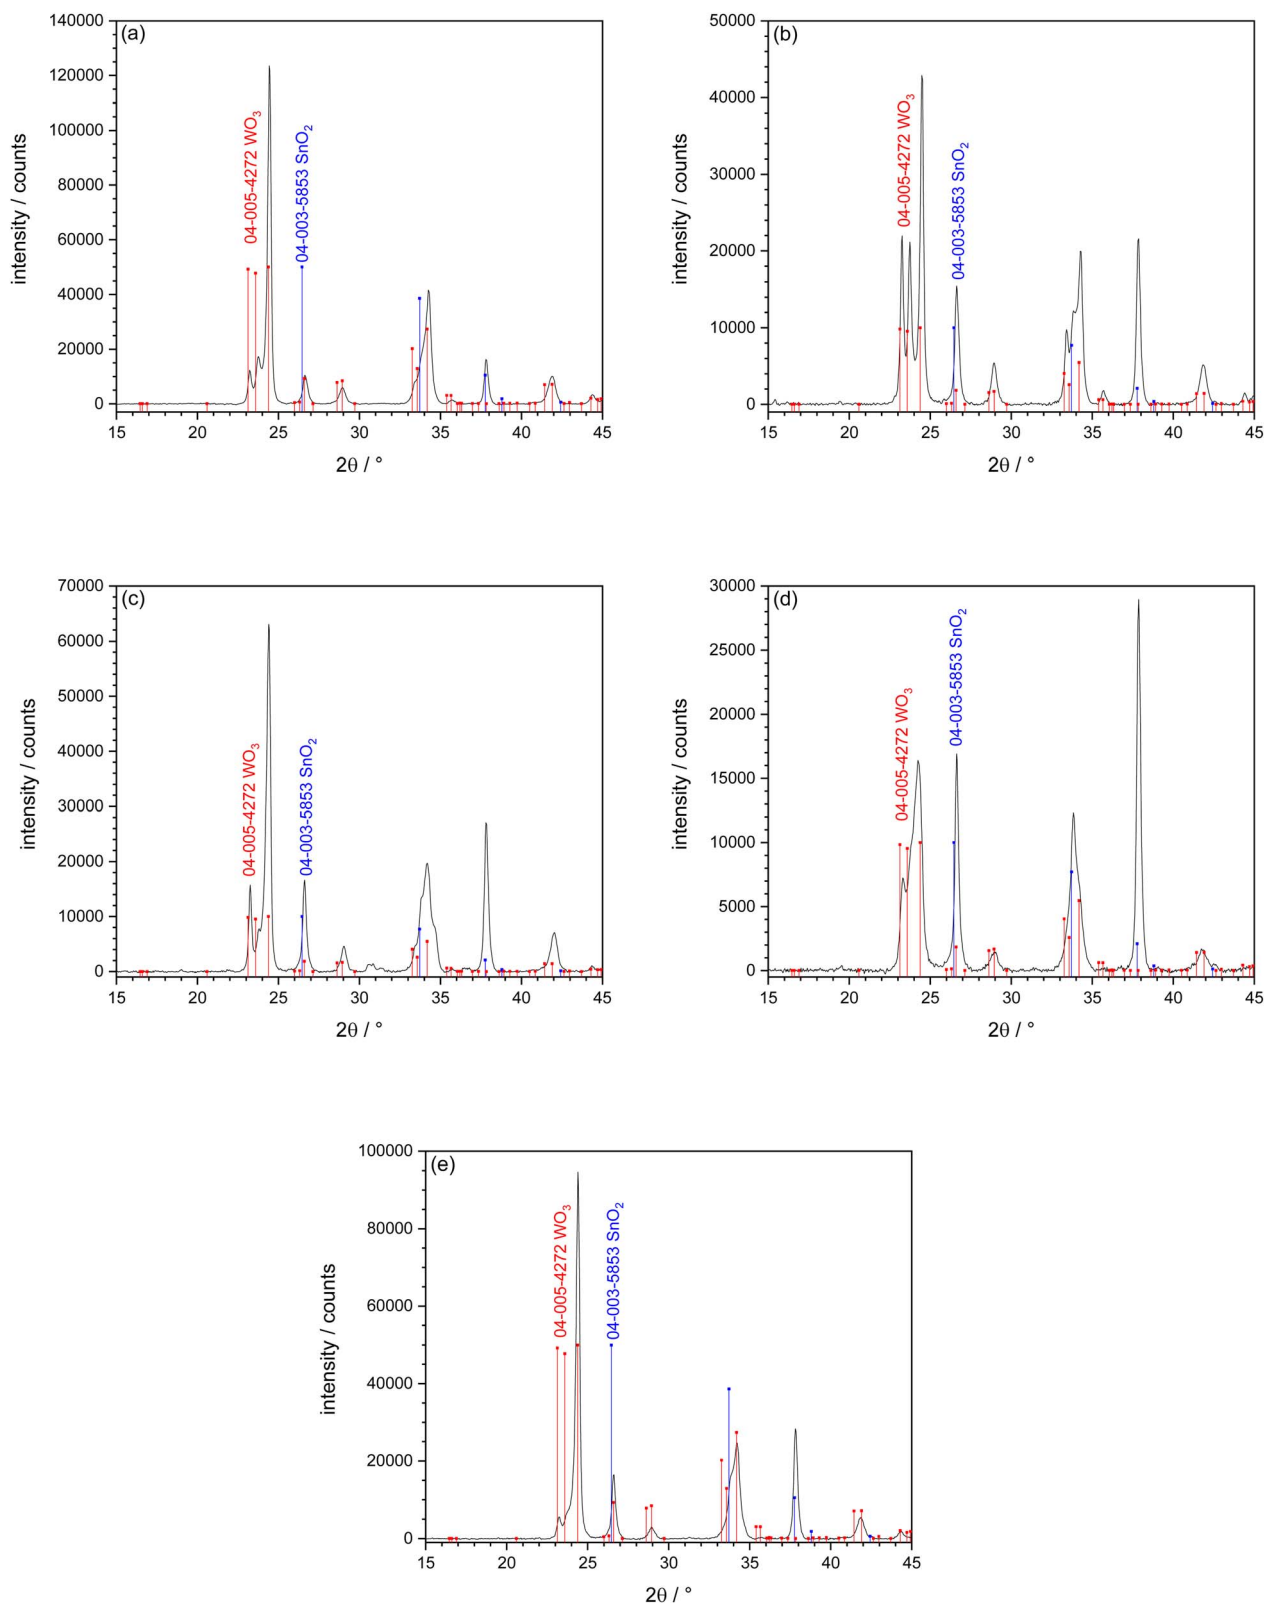 (a)
140000
120000
100000
80000
60000
40000
20000
0
intensity / counts
04-005-4272 WO₃
04-003-5853 SnO₂
15 20 25 30 35 40 45
2θ / °
(b)
50000
40000
30000
20000
10000
0
intensity / counts
04-005-4272 WO₃
04-003-5853 SnO₂
15 20 25 30 35 40 45
2θ / °
(c)
70000
60000
50000
40000
30000
20000
10000
0
intensity / counts
04-005-4272 WO₃
04-003-5853 SnO₂
15 20 25 30 35 40 45
2θ / °
(d)
30000
25000
20000
15000
10000
5000
0
intensity / counts
04-005-4272 WO₃
04-003-5853 SnO₂
15 20 25 30 35 40 45
2θ / °
(e)
100000
80000
60000
40000
20000
0
intensity / counts
04-005-4272 WO₃
04-003-5853 SnO₂
15 20 25 30 35 40 45
2θ / °